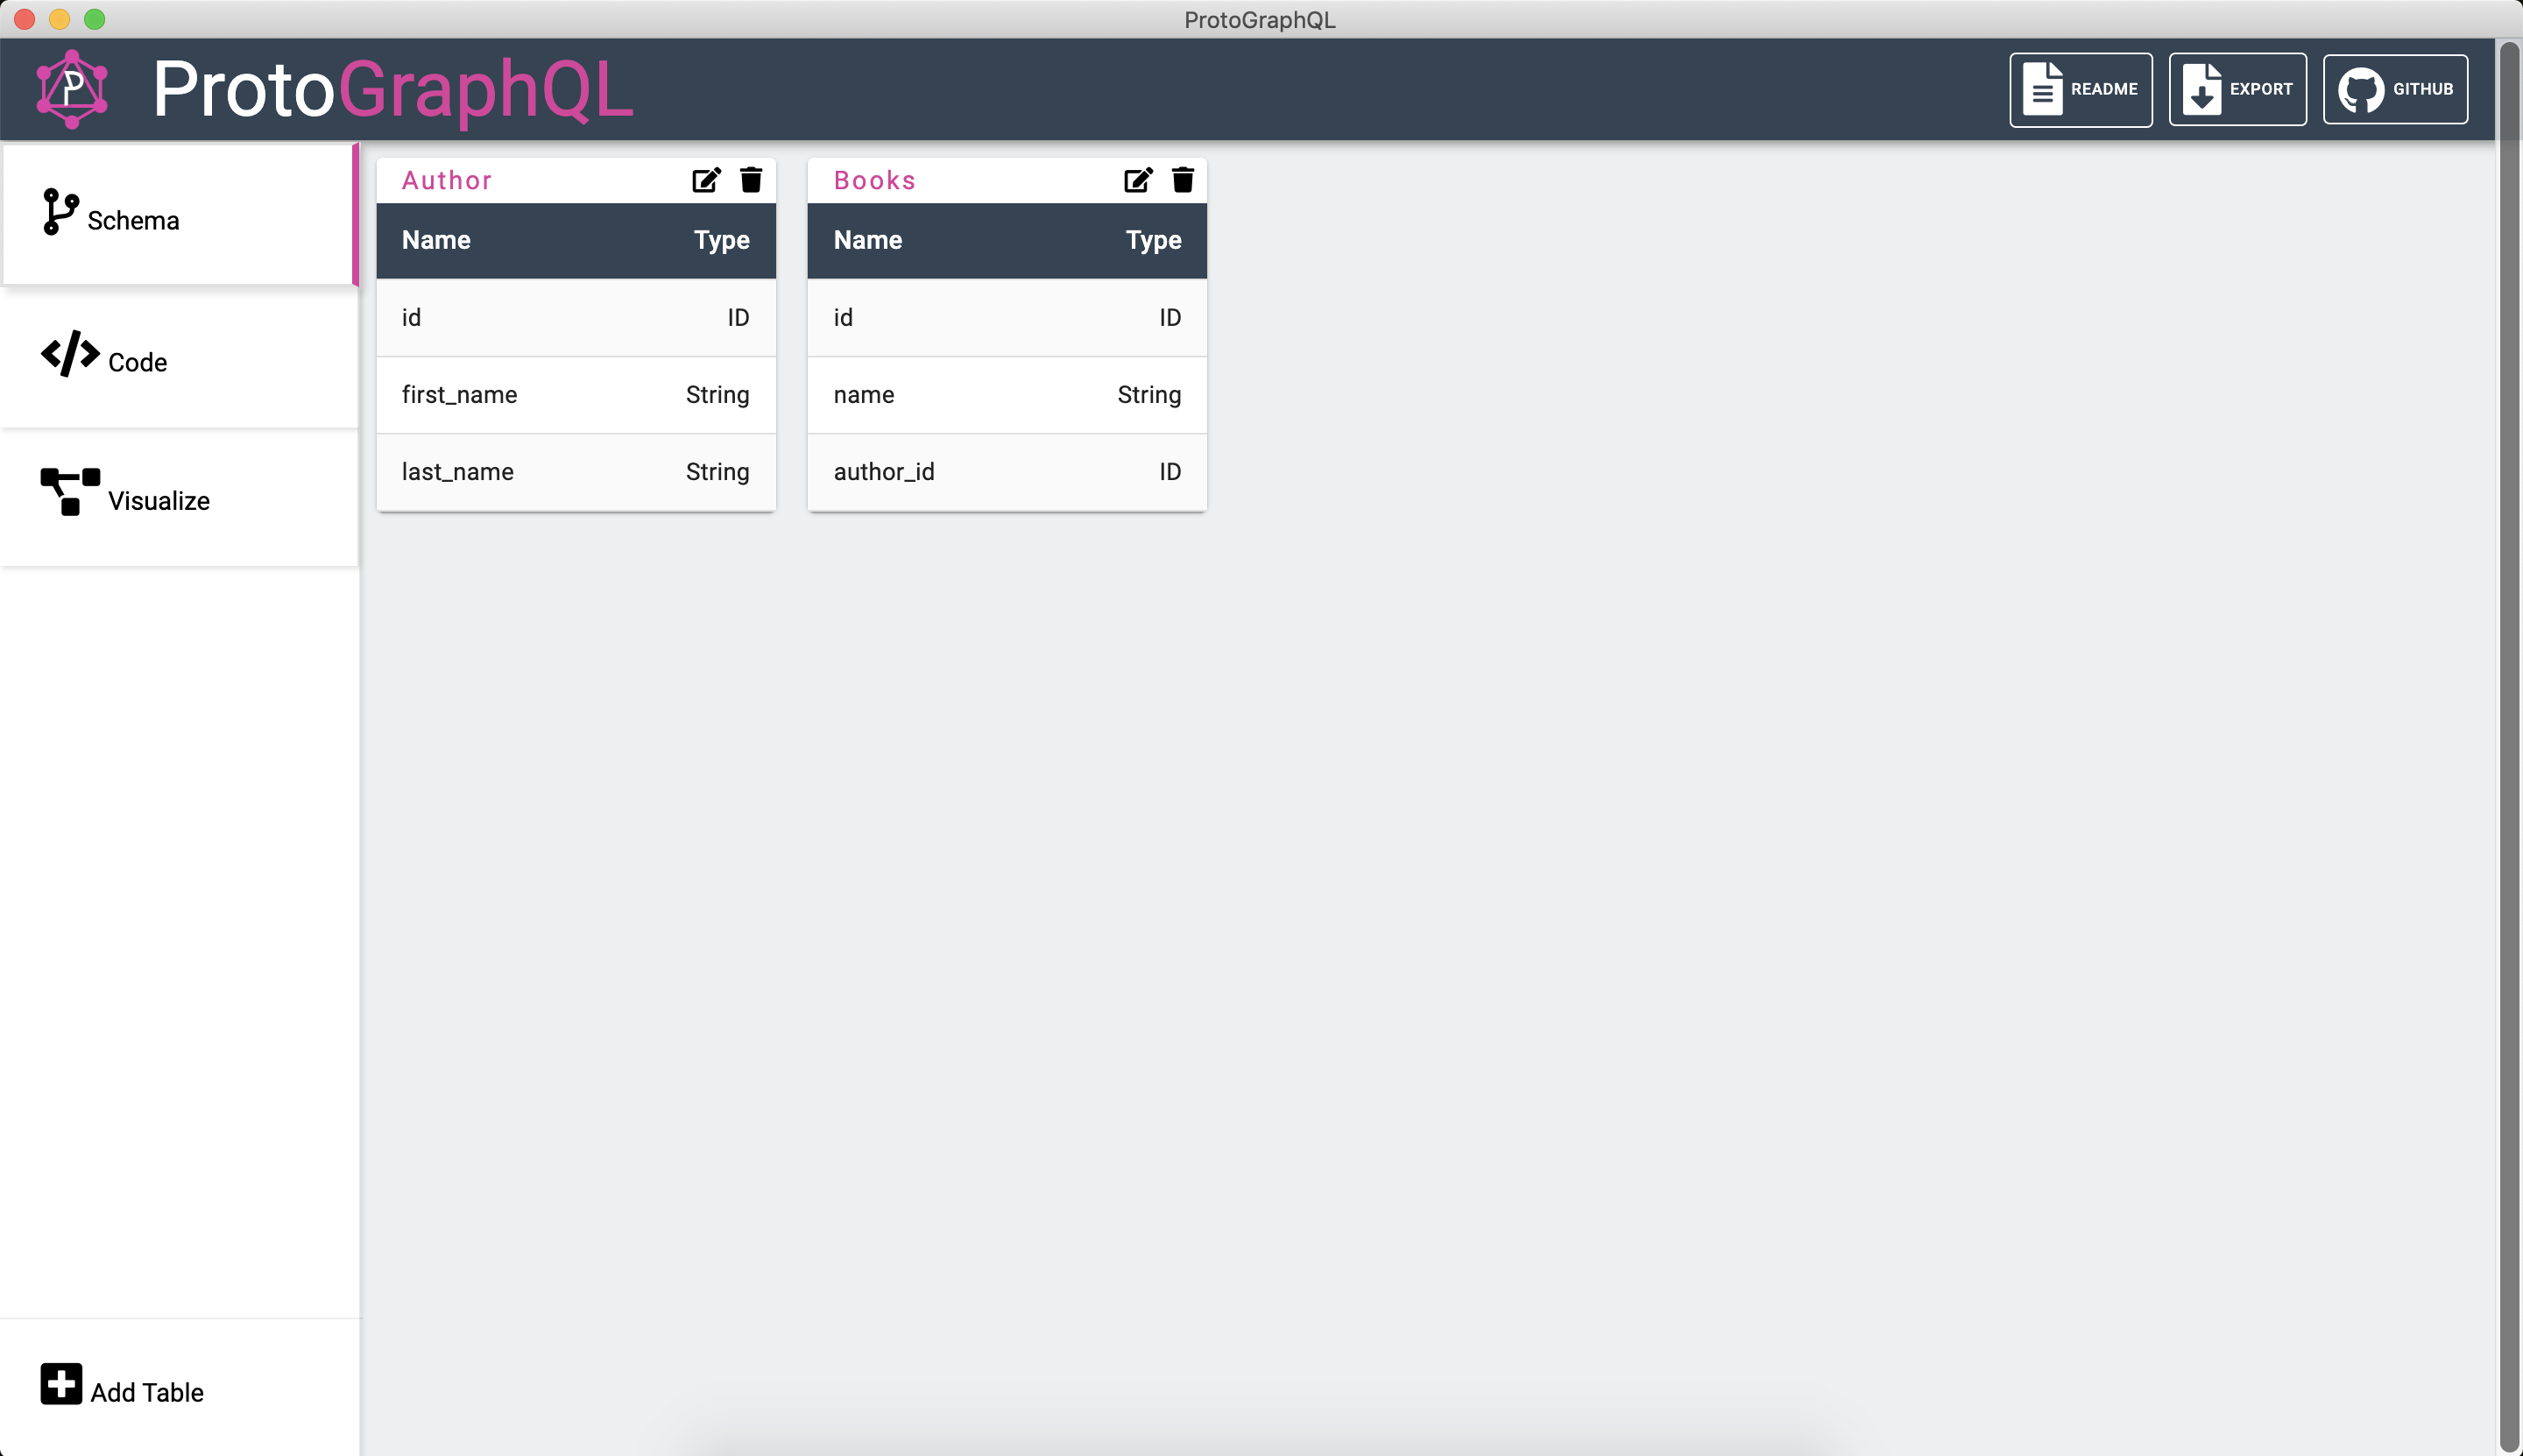 ProtoGraphQL
P
ProtoGraphQL
README
EXPORT
GITHUB
Schema
Code
Visualize
Add Table
Author
Name Type
id ID
first_name String
last_name String
Books
Name Type
id ID
name String
author_id ID